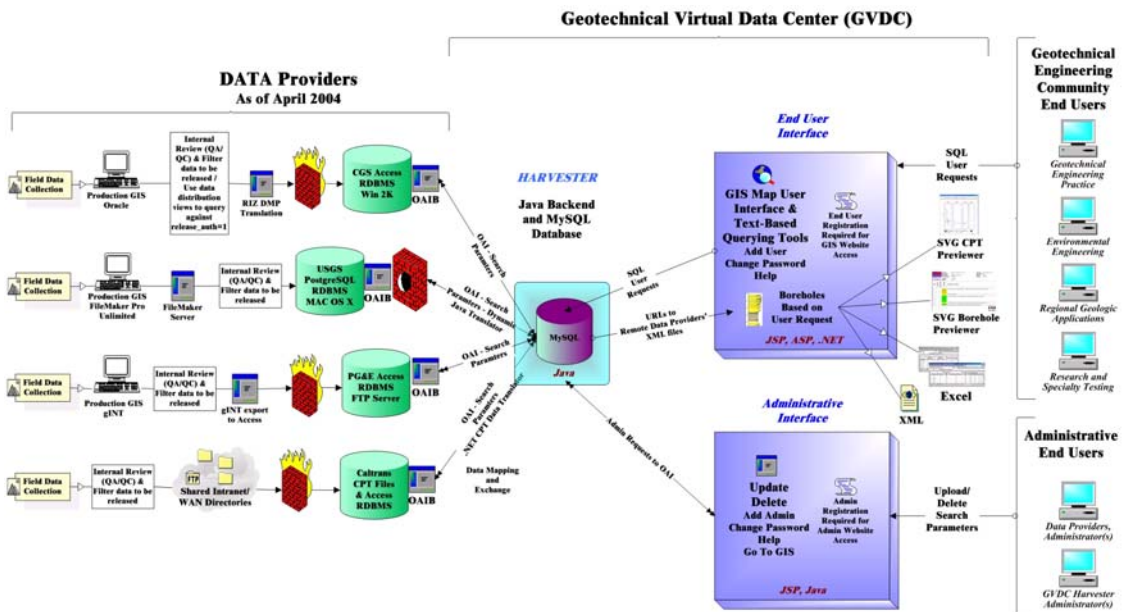 Geotechnical Virtual Data Center (GVDC)
DATA Providers
As of April 2004
Field Data
Collection
Production GIS
Oracle
Internal
Review (QA/
QC) & Filter
data to be
released /
Use data
distribution
views to query
against
release_auth=1
RIZ DMP
Translation
CGS Access
RDBMS
Win 2K
OAIB
OAI - Search
Paramters
Field Data
Collection
Production GIS
FileMaker Pro
Unlimited
FileMaker
Server
Internal Review
(QA/QC) &
Filter data to be
released
USGS
PostgreSQL
RDBMS
MAC OS X
OAIB
OAI - Search
Paramters - Dynamic
Java Translator
Field Data
Collection
Production GIS
gINT
Internal Review
(QA/QC) &
Filter data to be
released
gINT export
to Access
PG&E Access
RDBMS
FTP Server
OAIB
OAI - Search
Paramters
Field Data
Collection
Internal Review
(QA/QC) &
Filter data to be
released
FTP
Shared Intranet/
WAN Directories
Caltrans
CPT Files
& Access
RDBMS
OAIB
OAI - Search
Paramters
.NET CPT Data Translator
Data Mapping
and
Exchange
HARVESTER
Java Backend
and MySQL
Database
MySQL
Java
SQL
User
Requests
URLs to
Remote Data Providers'
XML files
Admin Requests to OAI
End User
Interface
GIS Map User
Interface &
Text-Based
Querying Tools
Add User
Change Password
Help
End User
Registration
Required for
GIS Website
Access
Boreholes
Based on
User Request
JSP, ASP, .NET
Administrative
Interface
Update
Delete
Add Admin
Change Password
Help
Go To GIS
Admin
Registration
Required for
Admin Website
Access
JSP, Java
SQL
User
Requests
SVG CPT
Previewer
SVG Borehole
Previewer
Excel
XML
Upload/
Delete
Search
Parameters
Geotechnical
Engineering
Community
End Users
Geotechnical
Engineering
Practice
Environmental
Engineering
Regional Geologic
Applications
Research and
Specialty Testing
Administrative
End Users
Data Providers,
Administrator(s)
GVDC Harvester
Administrator(s)